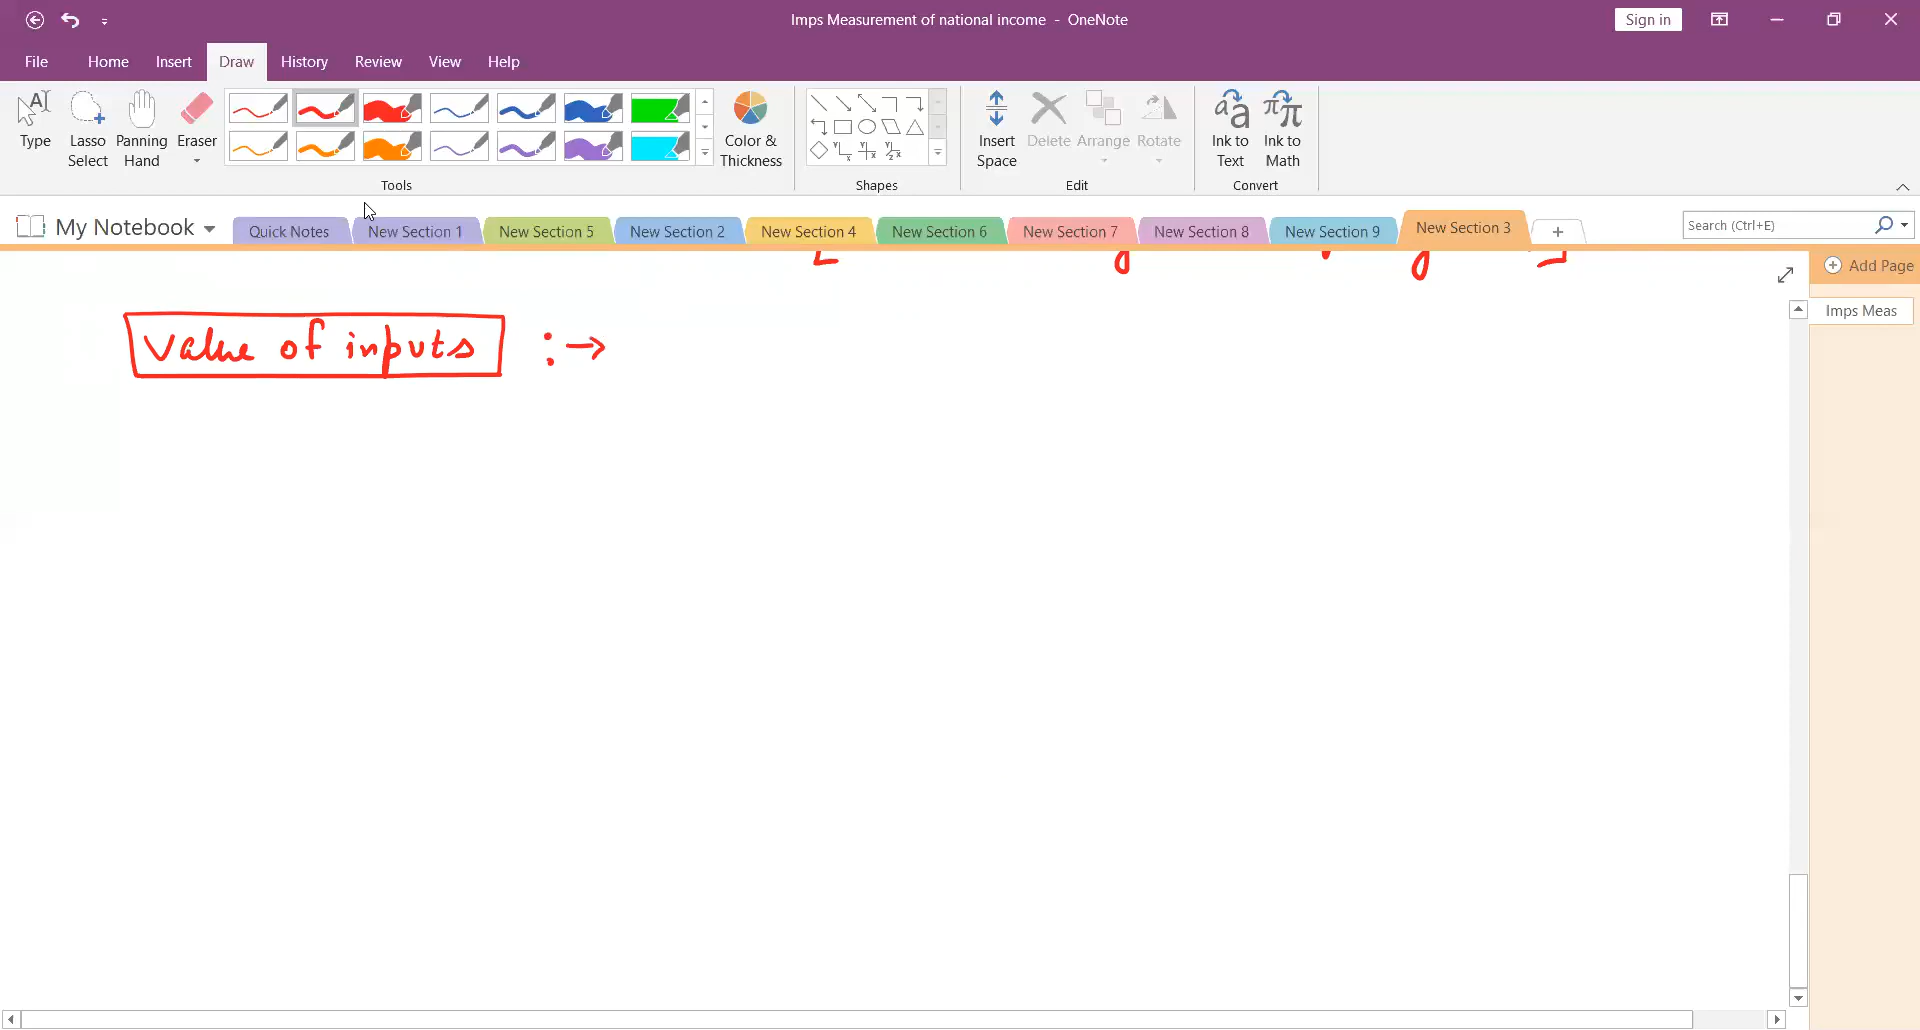 Imps Measurement of national income - OneNote
Sign in
File Home Insert Draw History Review View Help
Type
Lasso Select
Panning Hand
Eraser
Color & Thickness
Insert Space
Delete
Arrange
Rotate
Ink to Text
Ink to Math
Tools
Shapes
Edit
Convert
My Notebook
Quick Notes
New Section 1
New Section 5
New Section 2
New Section 4
New Section 6
New Section 7
New Section 8
New Section 9
New Section 3
Search (Ctrl+E)
Add Page
Imps Meas
Value of inputs :→